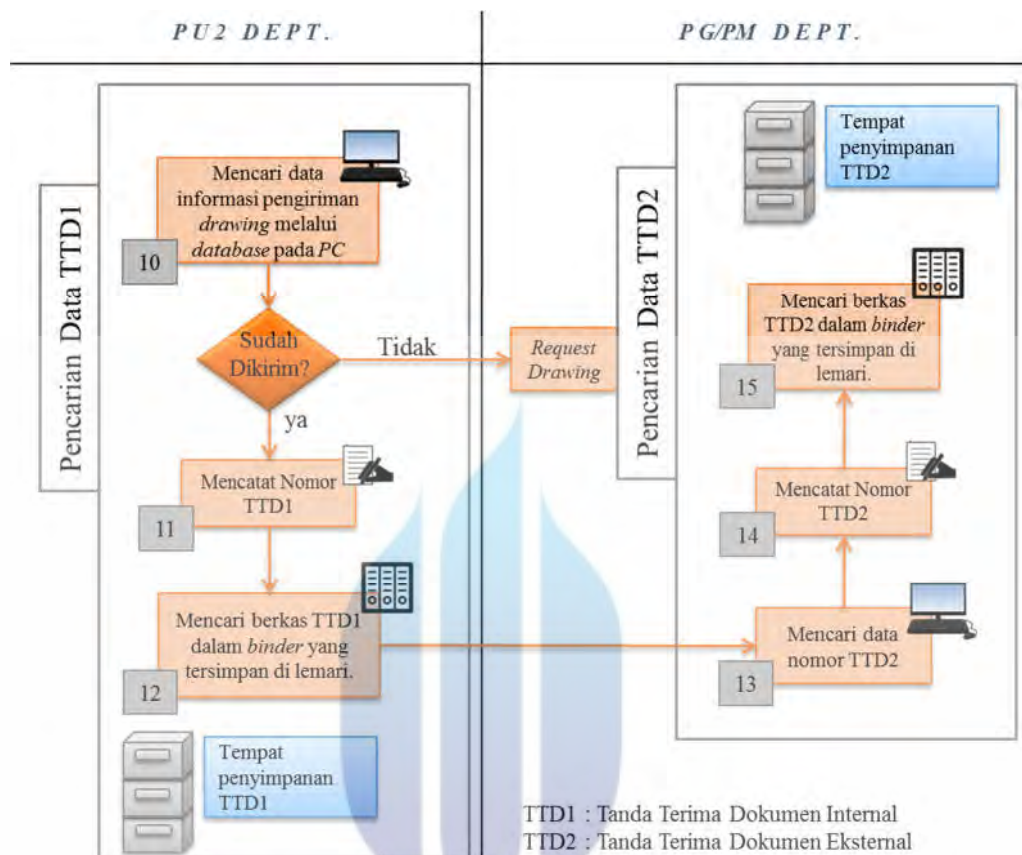 PU2 DEPT.
PG/PM DEPT.
Pencarian Data TTD1
Mencari data
informasi pengiriman
drawing melalui
database pada PC
10
Sudah
Dikirim?
Tidak
Request
Drawing
ya
Mencatat Nomor
TTD1
11
Mencari berkas TTD1
dalam binder yang
tersimpan di lemari.
12
Tempat
penyimpanan
TTD1
Pencarian Data TTD2
Tempat
penyimpanan
TTD2
Mencari berkas
TTD2 dalam binder
yang tersimpan di
lemari.
15
Mencatat Nomor
TTD2
14
Mencari data
nomor TTD2
13
TTD1 : Tanda Terima Dokumen Internal
TTD2 : Tanda Terima Dokumen Eksternal